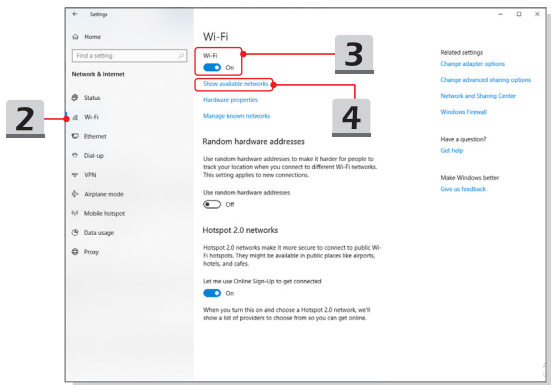 Settings
Home
Find a setting
Network & Internet
Status
Wi-Fi
Ethernet
Dial-up
VPN
Airplane mode
Mobile hotspot
Data usage
Proxy
2
Wi-Fi
Wi-Fi
On
3
Show available networks
4
Hardware properties
Manage known networks
Random hardware addresses
Use random hardware addresses to make it harder for people to
track your location when you connect to different Wi-Fi networks.
This setting applies to new connections.
Use random hardware addresses
Off
Hotspot 2.0 networks
Hotspot 2.0 networks make it more secure to connect to public Wi-
Fi hotspots. They might be available in public places like airports,
hotels, and cafes.
Let me use Online Sign-Up to get connected
On
When you turn this on and choose a Hotspot 2.0 network, we'll
show a list of providers to choose from so you can get online.
Related settings
Change adapter options
Change advanced sharing options
Network and Sharing Center
Windows Firewall
Have a question?
Get help
Make Windows better
Give us feedback